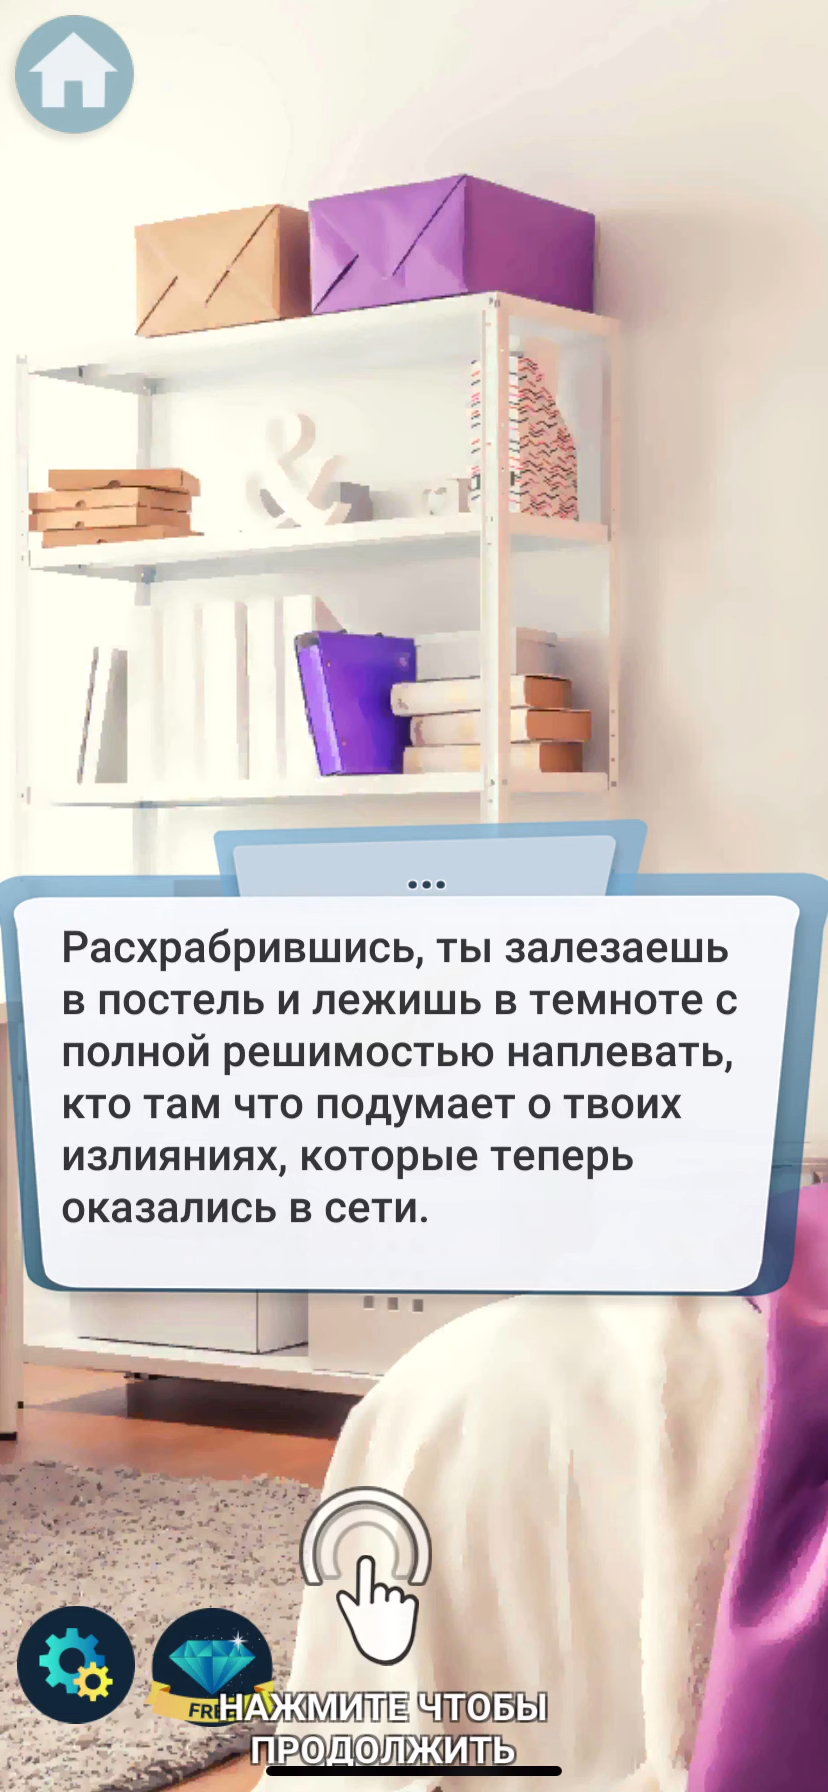 ...
Расхрабрившись, ты залезаешь
в постель и лежишь в темноте с
полной решимостью наплевать,
кто там что подумает о твоих
излияниях, которые теперь
оказались в сети.
FREE
НАЖМИТЕ ЧТОБЫ
ПРОДОЛЖИТЬ